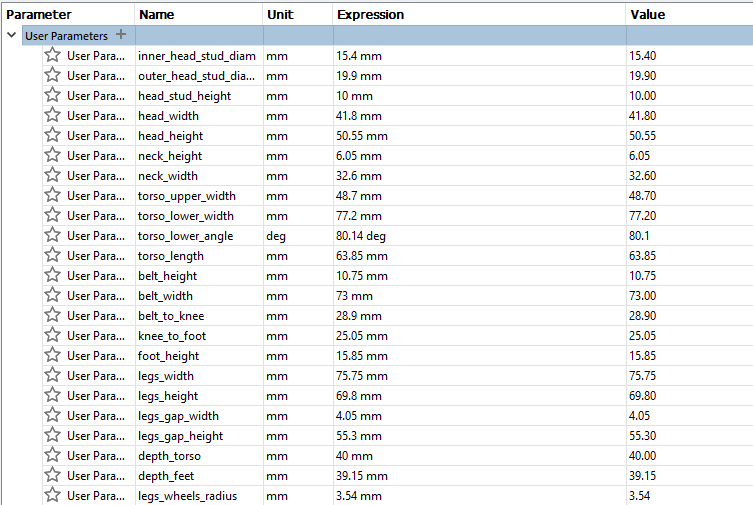 Parameter Name Unit Expression Value
User Parameters +
User Para... inner_head_stud_diam mm 15.4 mm 15.40
User Para... outer_head_stud_dia... mm 19.9 mm 19.90
User Para... head_stud_height mm 10 mm 10.00
User Para... head_width mm 41.8 mm 41.80
User Para... head_height mm 50.55 mm 50.55
User Para... neck_height mm 6.05 mm 6.05
User Para... neck_width mm 32.6 mm 32.60
User Para... torso_upper_width mm 48.7 mm 48.70
User Para... torso_lower_width mm 77.2 mm 77.20
User Para... torso_lower_angle deg 80.14 deg 80.1
User Para... torso_length mm 63.85 mm 63.85
User Para... belt_height mm 10.75 mm 10.75
User Para... belt_width mm 73 mm 73.00
User Para... belt_to_knee mm 28.9 mm 28.90
User Para... knee_to_foot mm 25.05 mm 25.05
User Para... foot_height mm 15.85 mm 15.85
User Para... legs_width mm 75.75 mm 75.75
User Para... legs_height mm 69.8 mm 69.80
User Para... legs_gap_width mm 4.05 mm 4.05
User Para... legs_gap_height mm 55.3 mm 55.30
User Para... depth_torso mm 40 mm 40.00
User Para... depth_feet mm 39.15 mm 39.15
User Para... legs_wheels_radius mm 3.54 mm 3.54